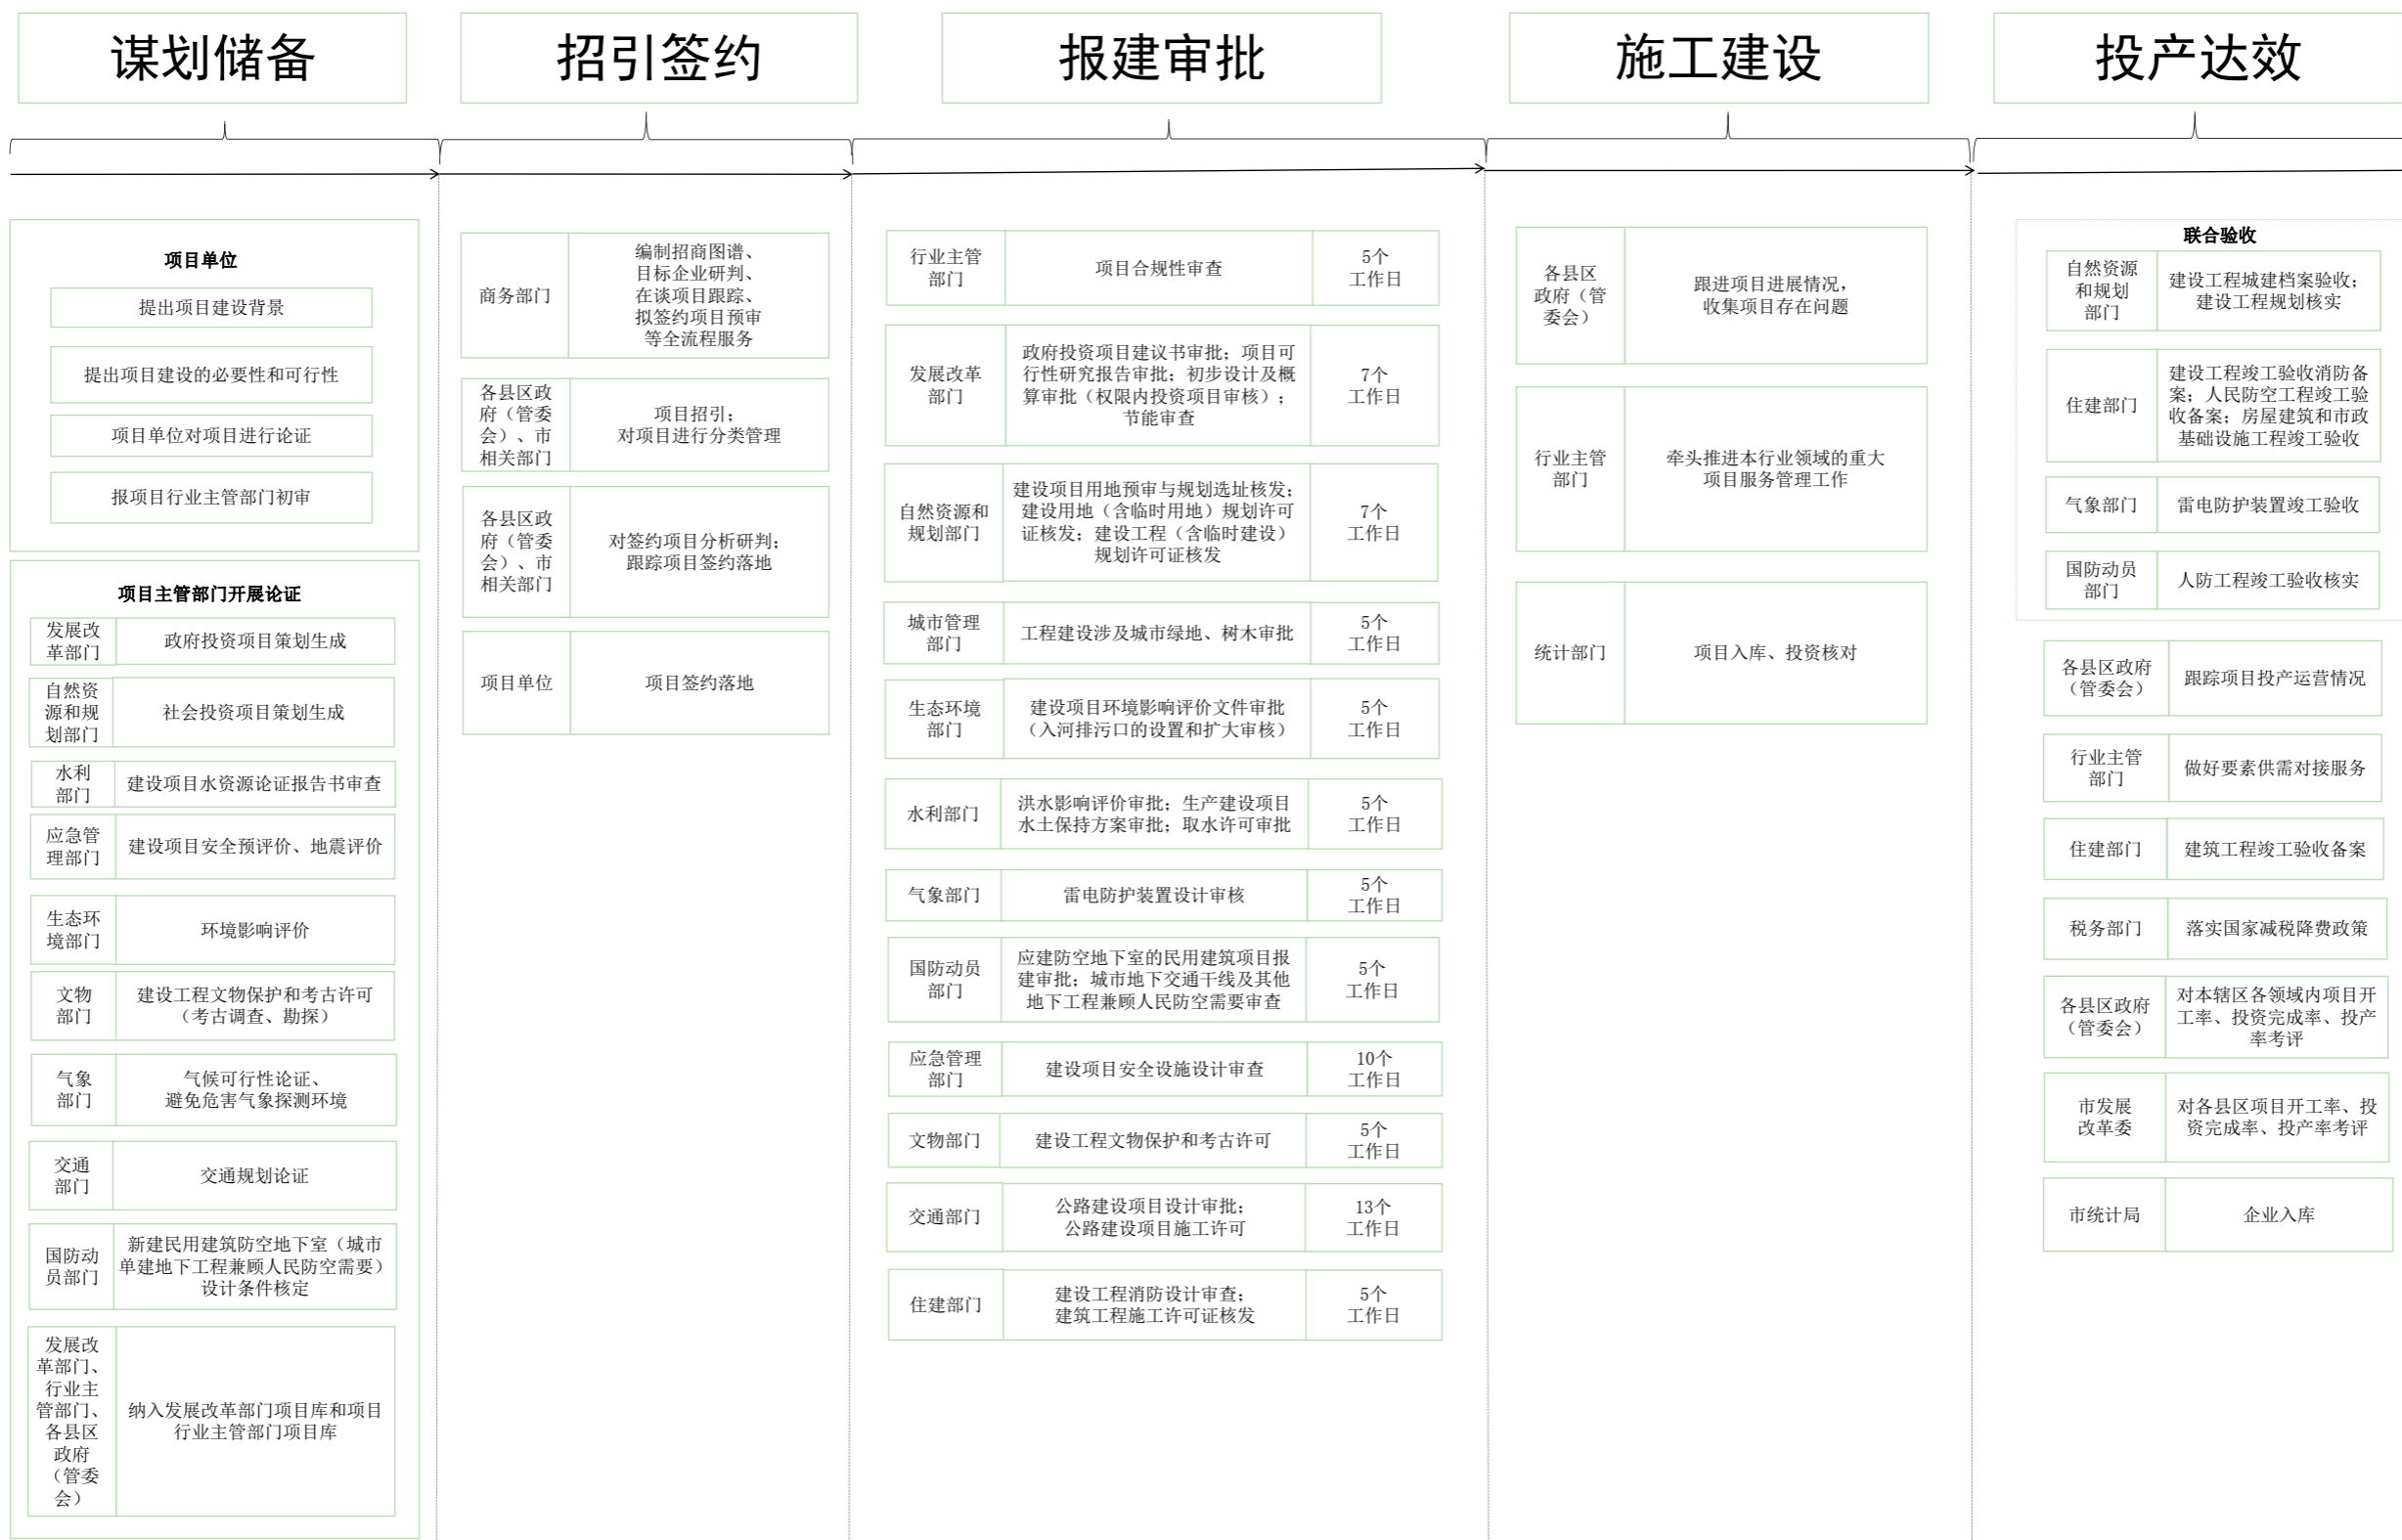 谋划储备
招引签约
报建审批
施工建设
投产达效
项目单位
提出项目建设背景
提出项目建设的必要性和可行性
项目单位对项目进行论证
报项目行业主管部门初审
项目主管部门开展论证
发展改
革部门
政府投资项目策划生成
自然资
源和规
划部门
社会投资项目策划生成
水利
部门
建设项目水资源论证报告书审查
应急管
理部门
建设项目安全预评价、地震评价
生态环
境部门
环境影响评价
文物
部门
建设工程文物保护和考古许可
（考古调查、勘探）
气象
部门
气候可行性论证、
避免危害气象探测环境
交通
部门
交通规划论证
国防动
员部门
新建民用建筑防空地下室（城市
单建地下工程兼顾人民防空需要）
设计条件核定
发展改
革部门、
行业主
管部门、
各县区
政府
（管委
会）
纳入发展改革部门项目库和项目
行业主管部门项目库
商务部门
编制招商图谱、
目标企业研判、
在谈项目跟踪、
拟签约项目预审
等全流程服务
各县区政
府（管委
会）、市
相关部门
项目招引；
对项目进行分类管理
各县区政
府（管委
会）、市
相关部门
对签约项目分析研判；
跟踪项目签约落地
项目单位
项目签约落地
行业主管
部门
项目合规性审查
5个
工作日
发展改革
部门
政府投资项目建议书审批；项目可
行性研究报告审批；初步设计及概
算审批（权限内投资项目审核）；
节能审查
7个
工作日
自然资源和
规划部门
建设项目用地预审与规划选址核发；
建设用地（含临时用地）规划许可
证核发；建设工程（含临时建设）
规划许可证核发
7个
工作日
城市管理
部门
工程建设涉及城市绿地、树木审批
5个
工作日
生态环境
部门
建设项目环境影响评价文件审批
（入河排污口的设置和扩大审核）
5个
工作日
水利部门
洪水影响评价审批；生产建设项目
水土保持方案审批；取水许可审批
5个
工作日
气象部门
雷电防护装置设计审核
5个
工作日
国防动员
部门
应建防空地下室的民用建筑项目报
建审批；城市地下交通干线及其他
地下工程兼顾人民防空需要审查
5个
工作日
应急管理
部门
建设项目安全设施设计审查
10个
工作日
文物部门
建设工程文物保护和考古许可
5个
工作日
交通部门
公路建设项目设计审批；
公路建设项目施工许可
13个
工作日
住建部门
建设工程消防设计审查；
建筑工程施工许可证核发
5个
工作日
各县区
政府（管
委会）
跟进项目进展情况，
收集项目存在问题
行业主管
部门
牵头推进本行业领域的重大
项目服务管理工作
统计部门
项目入库、投资核对
联合验收
自然资源
和规划
部门
建设工程城建档案验收；
建设工程规划核实
住建部门
建设工程竣工验收消防备
案；人民防空工程竣工验
收备案；房屋建筑和市政
基础设施工程竣工验收
气象部门
雷电防护装置竣工验收
国防动员
部门
人防工程竣工验收核实
各县区政府
（管委会）
跟踪项目投产运营情况
行业主管
部门
做好要素供需对接服务
住建部门
建筑工程竣工验收备案
税务部门
落实国家减税降费政策
各县区政府
（管委会）
对本辖区各领域内项目开
工率、投资完成率、投产
率考评
市发展
改革委
对各县区项目开工率、投
资完成率、投产率考评
市统计局
企业入库